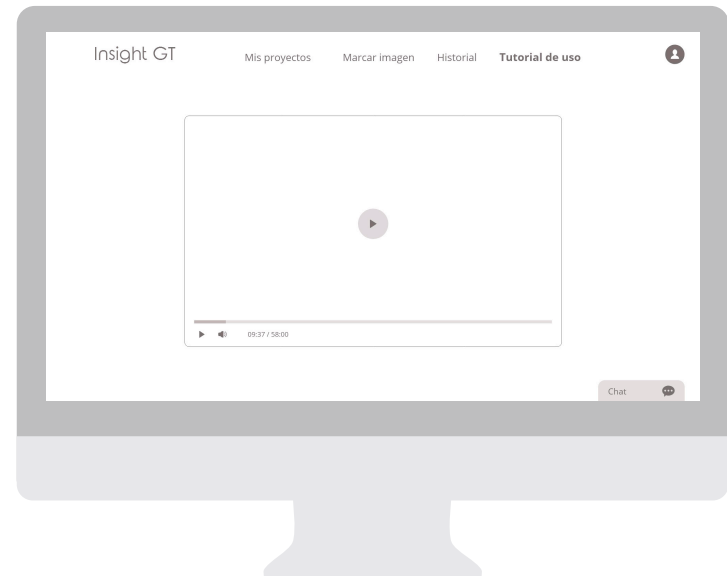 Insight GT
Mis proyectos Marcar imagen Historial Tutorial de uso
09:37 / 58:00
Chat